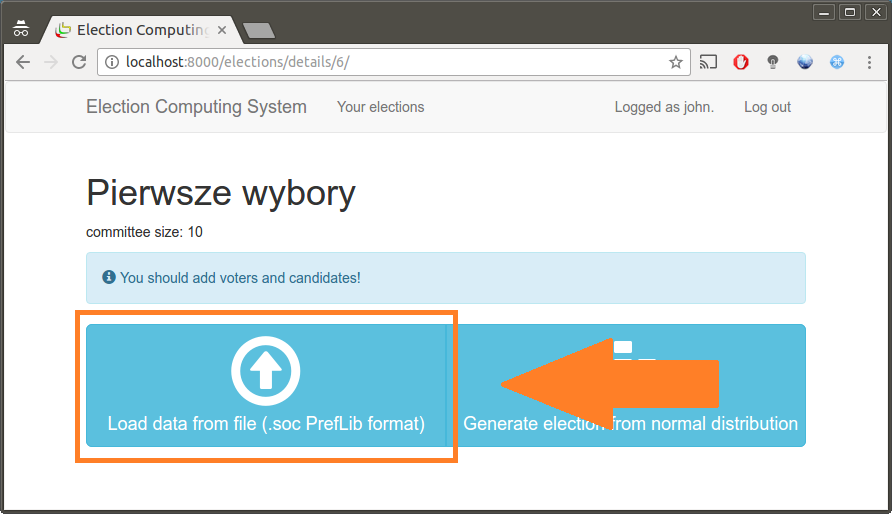 Election Computing
localhost:8000/elections/details/6/
Election Computing System Your elections Logged as john. Log out
Pierwsze wybory
committee size: 10
You should add voters and candidates!
Load data from file (.soc PrefLib format) Generate election from normal distribution